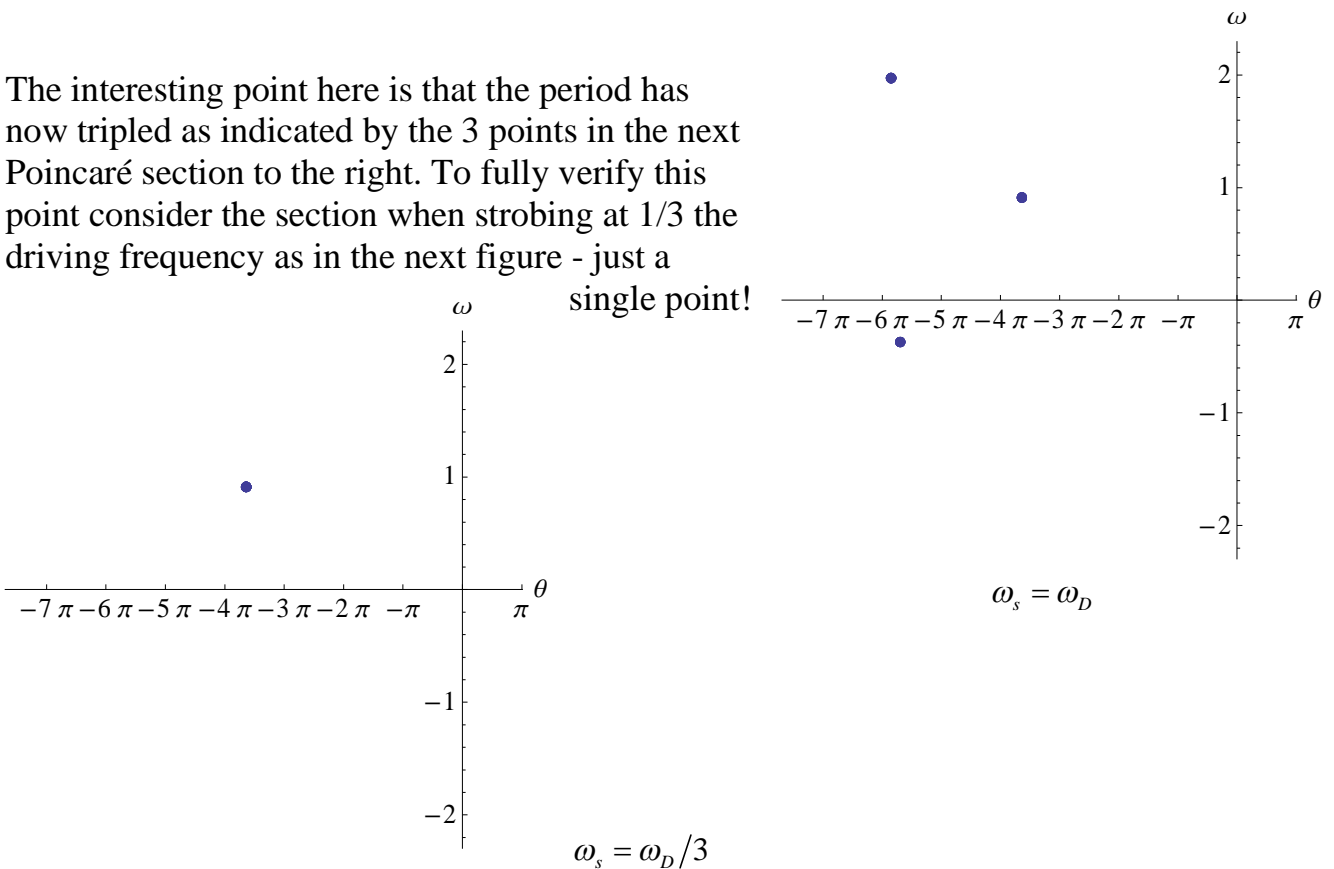 The interesting point here is that the period has
now tripled as indicated by the 3 points in the next
Poincaré section to the right. To fully verify this
point consider the section when strobing at 1/3 the
driving frequency as in the next figure - just a
single point!
ω
2
1
θ
−7 π −6 π −5 π −4 π −3 π −2 π −π π
−1
−2
ω_s = ω_D
ω
2
1
θ
−7 π −6 π −5 π −4 π −3 π −2 π −π π
−1
−2
ω_s = ω_D/3